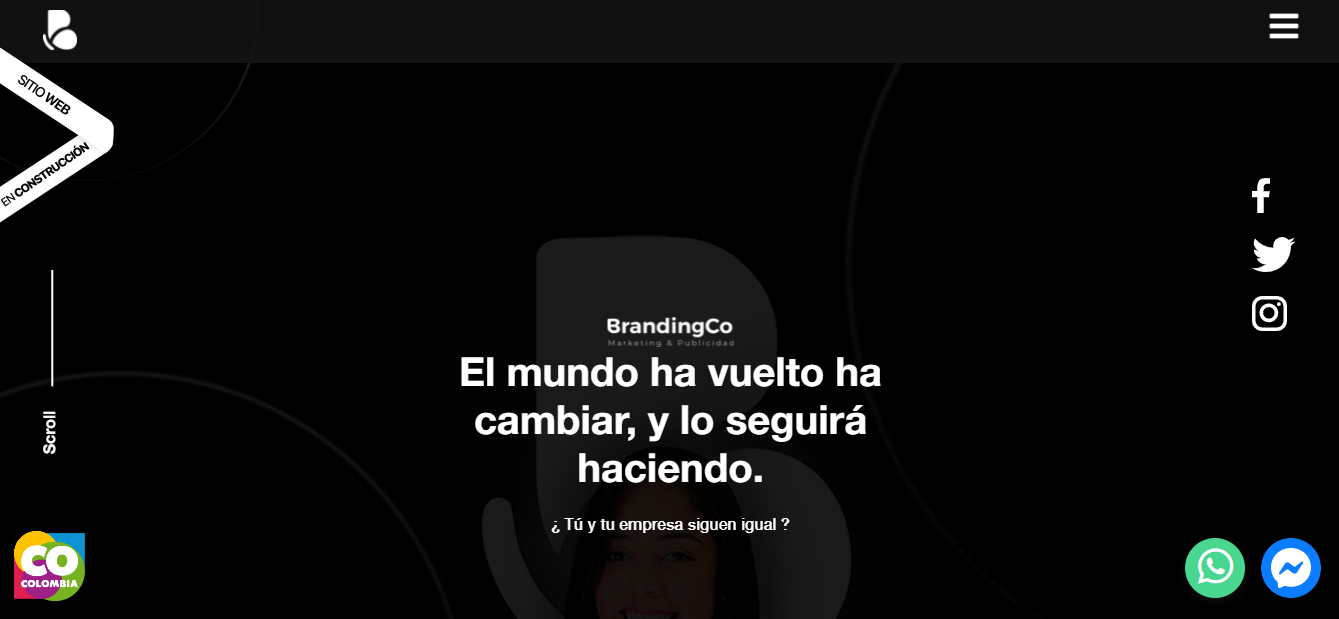 SITIO WEB
EN CONSTRUCCIÓN
BrandingCo
Marketing & Publicidad
El mundo ha vuelto ha
cambiar, y lo seguirá
haciendo.
¿ Tú y tu empresa siguen igual ?
Scroll
CO
COLOMBIA